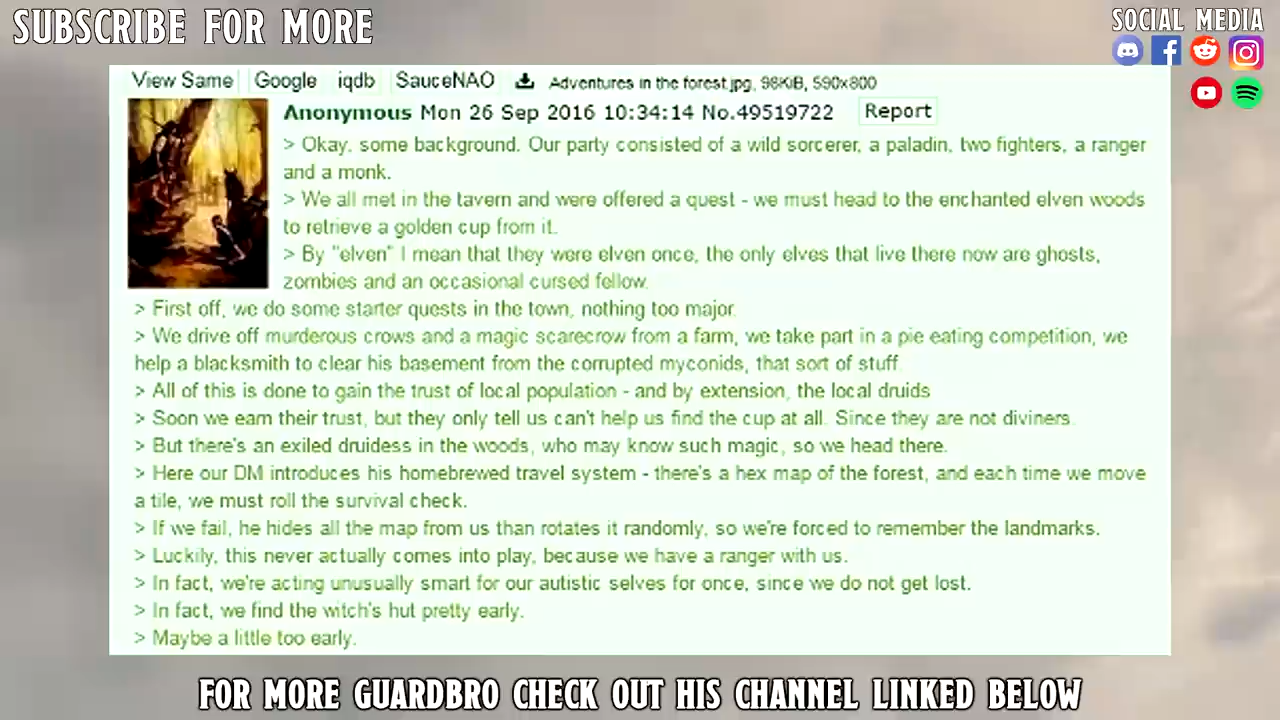 SUBSCRIBE FOR MORE
SOCIAL MEDIA
View Same Google iqdb SauceNAO Adventures in the forest.jpg, 98KiB, 590x800
Anonymous Mon 26 Sep 2016 10:34:14 No.49519722 Report
> Okay. some background. Our party consisted of a wild sorcerer, a paladin, two fighters, a ranger
and a monk.
> We all met in the tavern and were offered a quest - we must head to the enchanted elven woods
to retrieve a golden cup from it.
> By "elven" I mean that they were elven once, the only elves that live there now are ghosts,
zombies and an occasional cursed fellow.
> First off, we do some starter quests in the town, nothing too major.
> We drive off murderous crows and a magic scarecrow from a farm, we take part in a pie eating competition, we
help a blacksmith to clear his basement from the corrupted myconids, that sort of stuff.
> All of this is done to gain the trust of local population - and by extension, the local druids
> Soon we earn their trust, but they only tell us can't help us find the cup at all. Since they are not diviners.
> But there's an exiled druidess in the woods, who may know such magic, so we head there.
> Here our DM introduces his homebrewed travel system - there's a hex map of the forest, and each time we move
a tile, we must roll the survival check.
> If we fail, he hides all the map from us than rotates it randomly, so we're forced to remember the landmarks.
> Luckily, this never actually comes into play, because we have a ranger with us.
> In fact, we're acting unusually smart for our autistic selves for once, since we do not get lost.
> In fact, we find the witch's hut pretty early.
> Maybe a little too early.
FOR MORE GUARDBRO CHECK OUT HIS CHANNEL LINKED BELOW